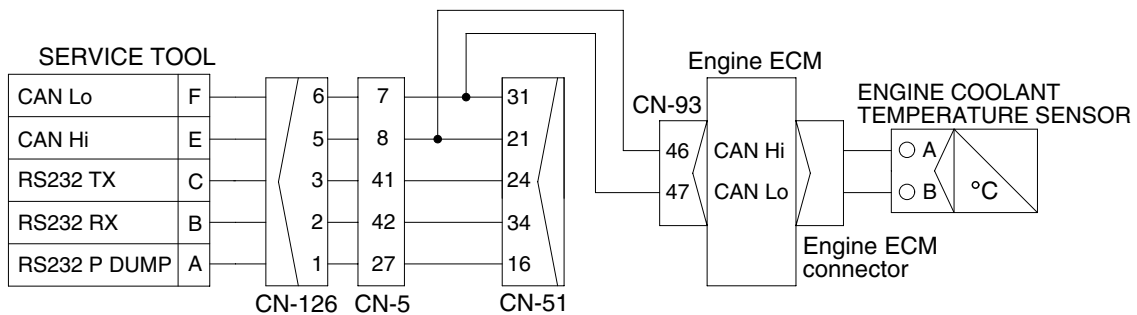 SERVICE TOOL
CAN Lo F 6 7 31
CAN Hi E 5 8 21
RS232 TX C 3 41 24
RS232 RX B 2 42 34
RS232 P DUMP A 1 27 16
CN-126 CN-5 CN-51
Engine ECM
CN-93
46 CAN Hi
47 CAN Lo
Engine ECM
connector
ENGINE COOLANT
TEMPERATURE SENSOR
A
B
°C